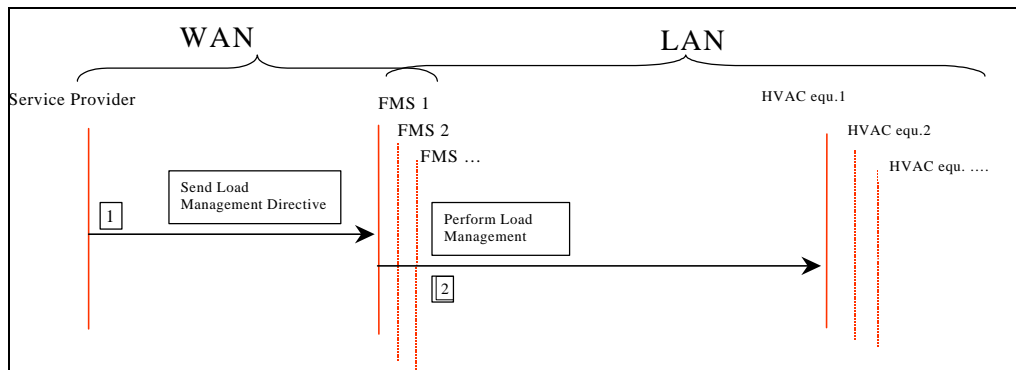 WAN
LAN
Service Provider
FMS 1
HVAC equ.1
FMS 2
HVAC equ.2
FMS …
HVAC equ. ….
Send Load
Management Directive
1
Perform Load
Management
2